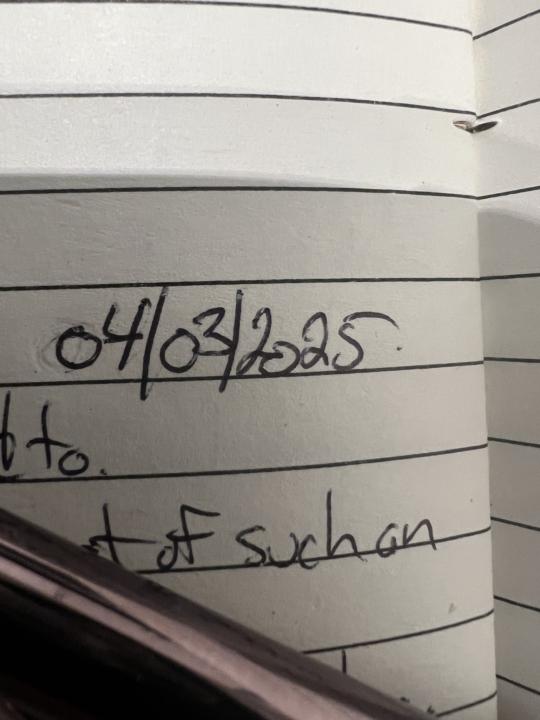 04/03/2025
to.
of such an